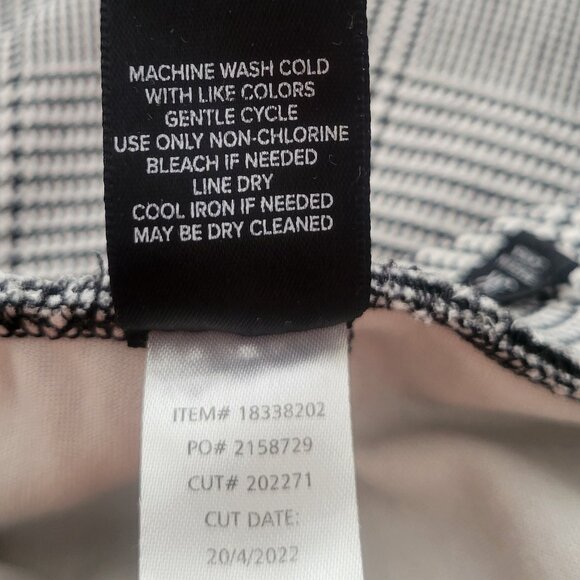 MACHINE WASH COLD
WITH LIKE COLORS
GENTLE CYCLE
USE ONLY NON-CHLORINE
BLEACH IF NEEDED
LINE DRY
COOL IRON IF NEEDED
MAY BE DRY CLEANED
ITEM# 18338202
PO# 2158729
CUT# 202271
CUT DATE:
20/4/2022